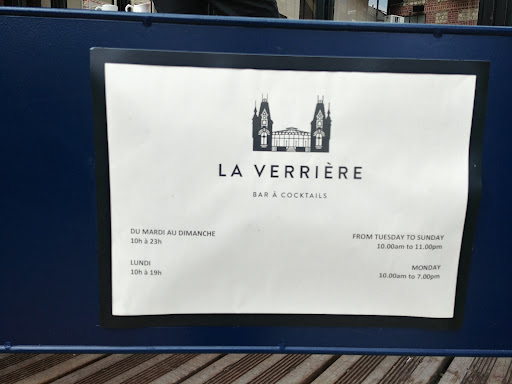 LA VERRIÈRE
BAR À COCKTAILS
DU MARDI AU DIMANCHE
10h à 23h
LUNDI
10h à 19h
FROM TUESDAY TO SUNDAY
10.00am to 11.00pm
MONDAY
10.00am to 7.00pm